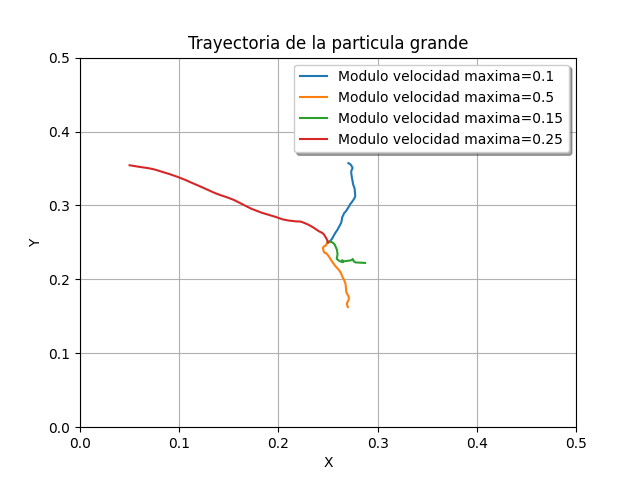 Trayectoria de la particula grande
Modulo velocidad maxima=0.1
Modulo velocidad maxima=0.5
Modulo velocidad maxima=0.15
Modulo velocidad maxima=0.25
0.5
0.4
0.3
0.2
0.1
0.0
Y
0.0 0.1 0.2 0.3 0.4 0.5
X